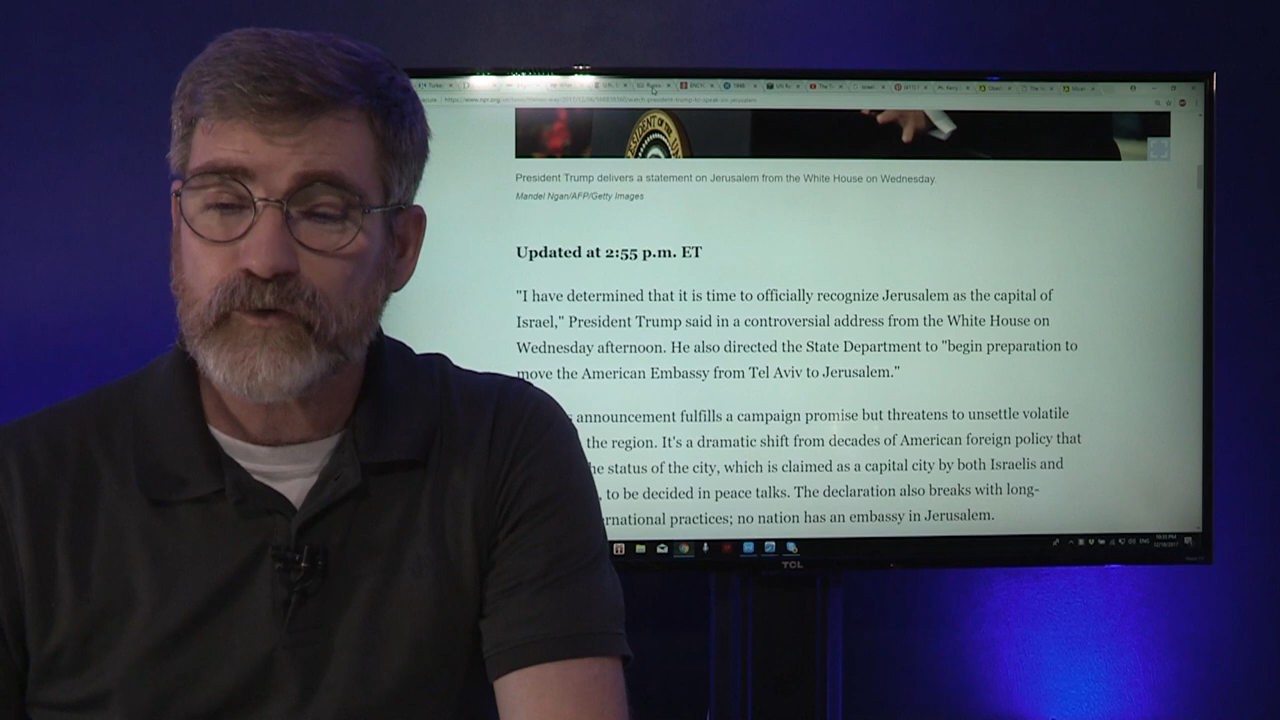 PRESIDENT OF THE UN
President Trump delivers a statement on Jerusalem from the White House on Wednesday.
Mandel Ngan/AFP/Getty Images
Updated at 2:55 p.m. ET
"I have determined that it is time to officially recognize Jerusalem as the capital of
Israel," President Trump said in a controversial address from the White House on
Wednesday afternoon. He also directed the State Department to "begin preparation to
move the American Embassy from Tel Aviv to Jerusalem."
s announcement fulfills a campaign promise but threatens to unsettle volatile
the region. It's a dramatic shift from decades of American foreign policy that
he status of the city, which is claimed as a capital city by both Israelis and
, to be decided in peace talks. The declaration also breaks with long-
ernational practices; no nation has an embassy in Jerusalem.
ENG
TCL